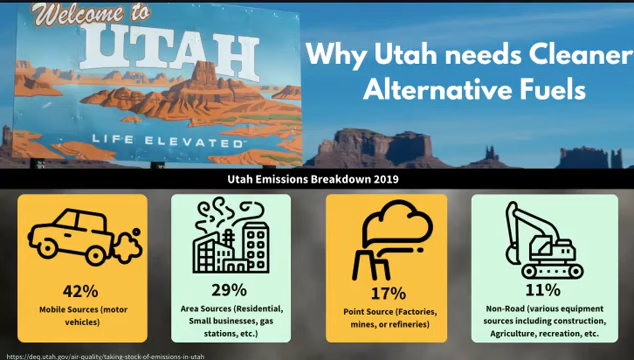 Welcome to
UTAH
LIFE ELEVATED
Why Utah needs Cleaner
Alternative Fuels
Utah Emissions Breakdown 2019
42%
Mobile Sources (motor
vehicles)
29%
Area Sources (Residential,
Small businesses, gas
stations, etc.)
17%
Point Source (Factories,
mines, or refineries)
11%
Non-Road (various equipment
sources including construction,
Agriculture, recreation, etc.
https://deq.utah.gov/air-quality/taking-stock-of-emissions-in-utah